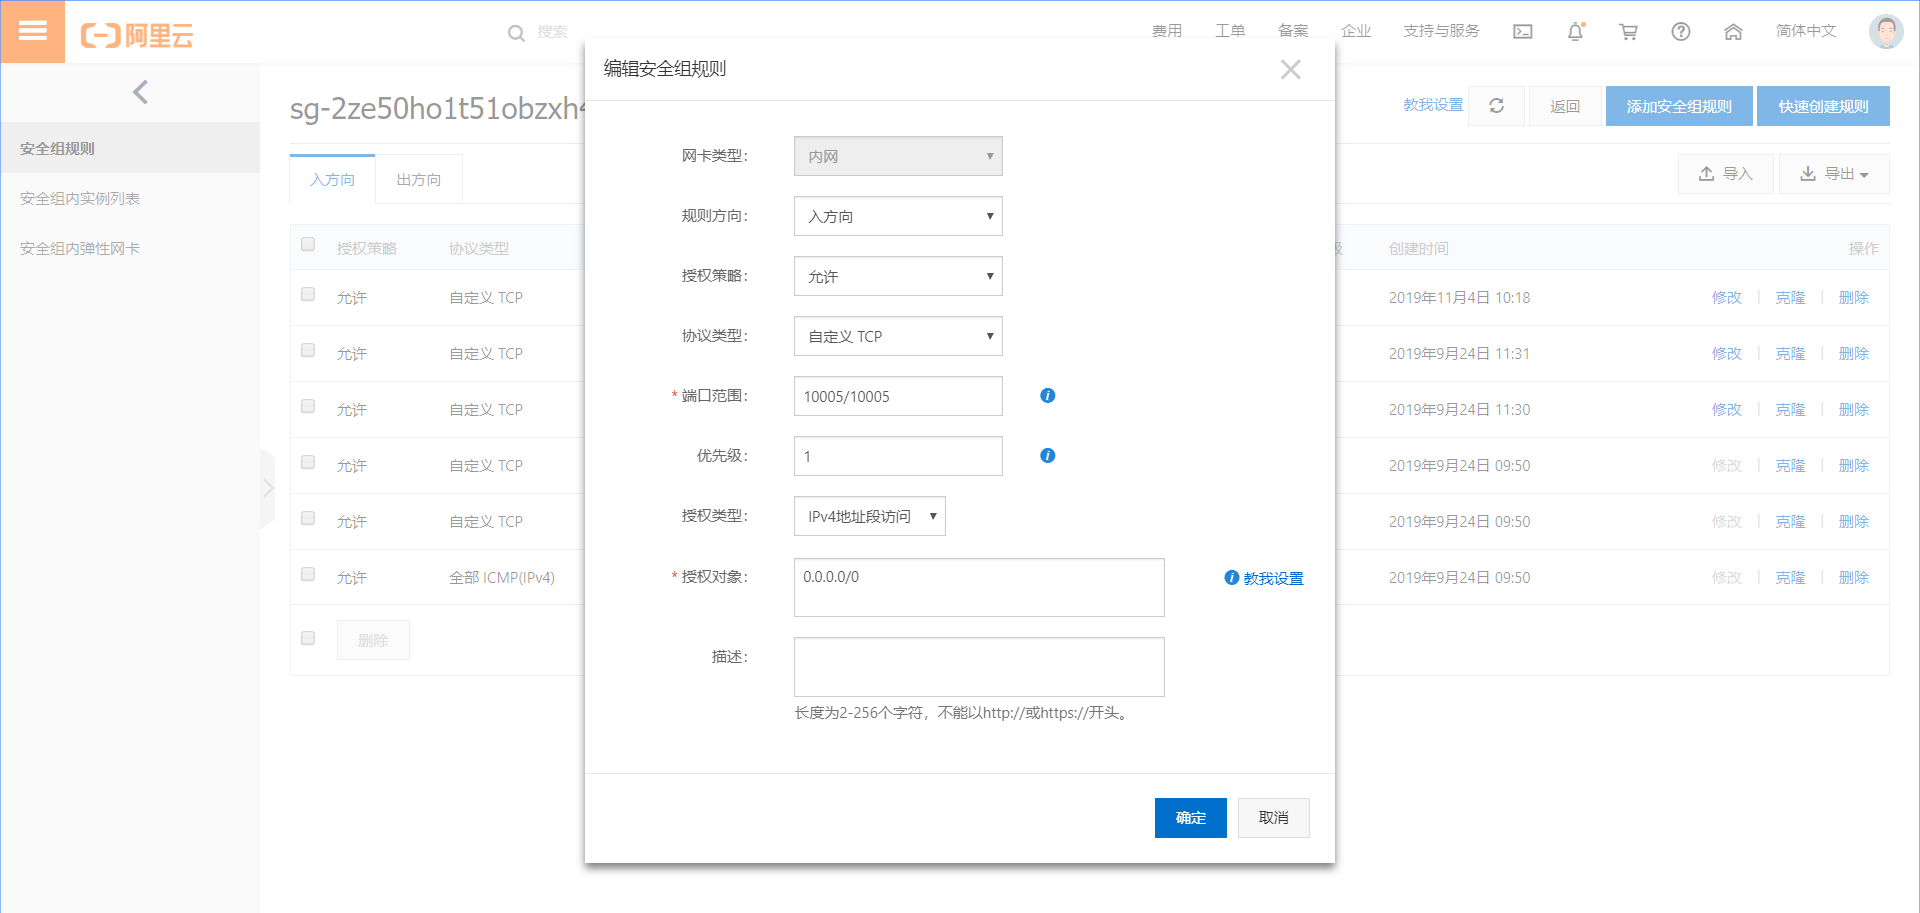 阿里云
搜索
费用 工单 备案 企业 支持与服务 简体中文
编辑安全组规则
sg-2ze50ho1t51obzxh
教我设置 返回 添加安全组规则 快速创建规则
安全组规则
安全组内实例列表
安全组内弹性网卡
入方向 出方向
导入 导出
授权策略 协议类型 创建时间 操作
允许 自定义 TCP 2019年11月4日 10:18 修改 克隆 删除
允许 自定义 TCP 2019年9月24日 11:31 修改 克隆 删除
允许 自定义 TCP 2019年9月24日 11:30 修改 克隆 删除
允许 自定义 TCP 2019年9月24日 09:50 修改 克隆 删除
允许 自定义 TCP 2019年9月24日 09:50 修改 克隆 删除
允许 全部 ICMP(IPv4) 2019年9月24日 09:50 修改 克隆 删除
删除
网卡类型： 内网
规则方向： 入方向
授权策略： 允许
协议类型： 自定义 TCP
* 端口范围： 10005/10005
优先级： 1
授权类型： IPv4地址段访问
* 授权对象： 0.0.0.0/0
教我设置
描述：
长度为2-256个字符，不能以http://或https://开头。
确定 取消